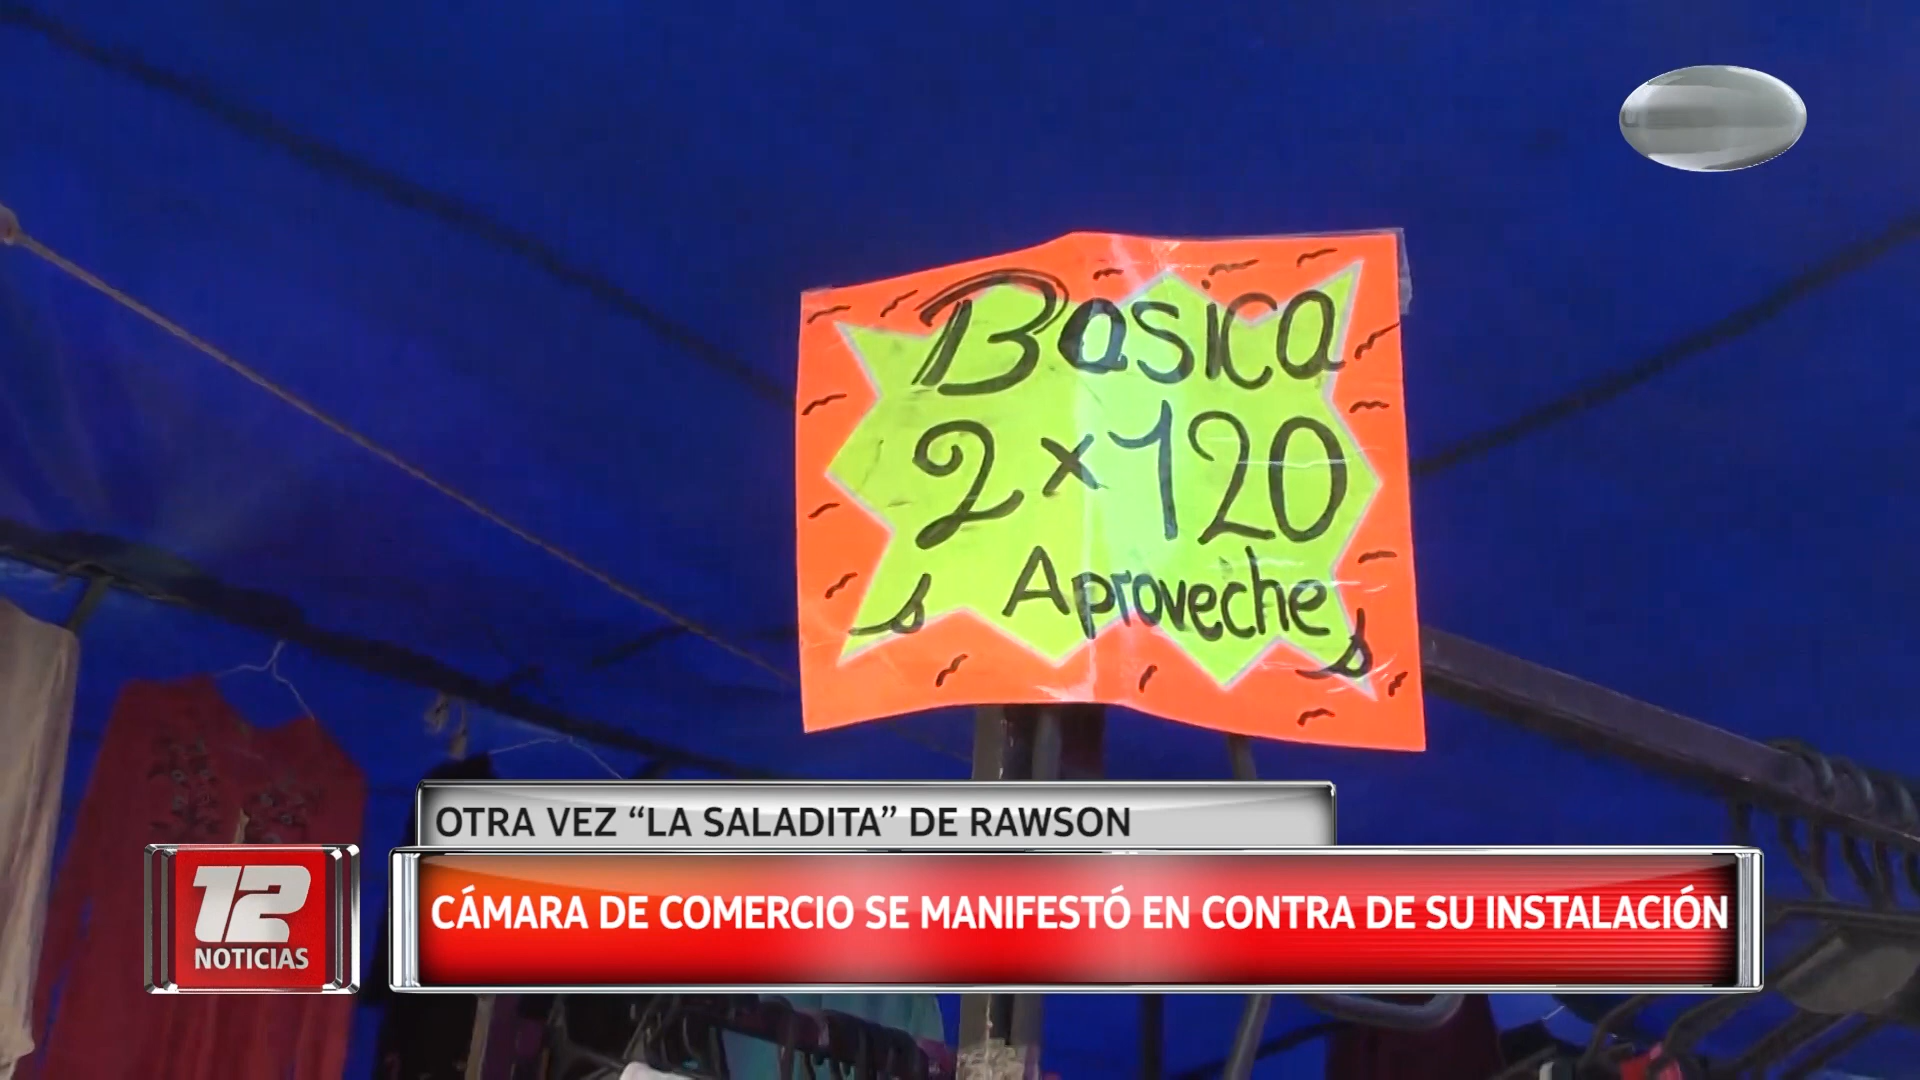 Basica
2x120
Aproveche
OTRA VEZ “LA SALADITA” DE RAWSON
CÁMARA DE COMERCIO SE MANIFESTÓ EN CONTRA DE SU INSTALACIÓN
12
NOTICIAS